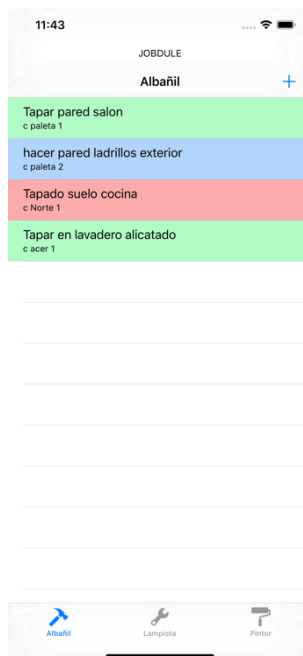 11:43
JOBDULE
Albañil
Tapar pared salon
c paleta 1
hacer pared ladrillos exterior
c paleta 2
Tapado suelo cocina
c Norte 1
Tapar en lavadero alicatado
c acer 1
Albañil Lampista Pintor